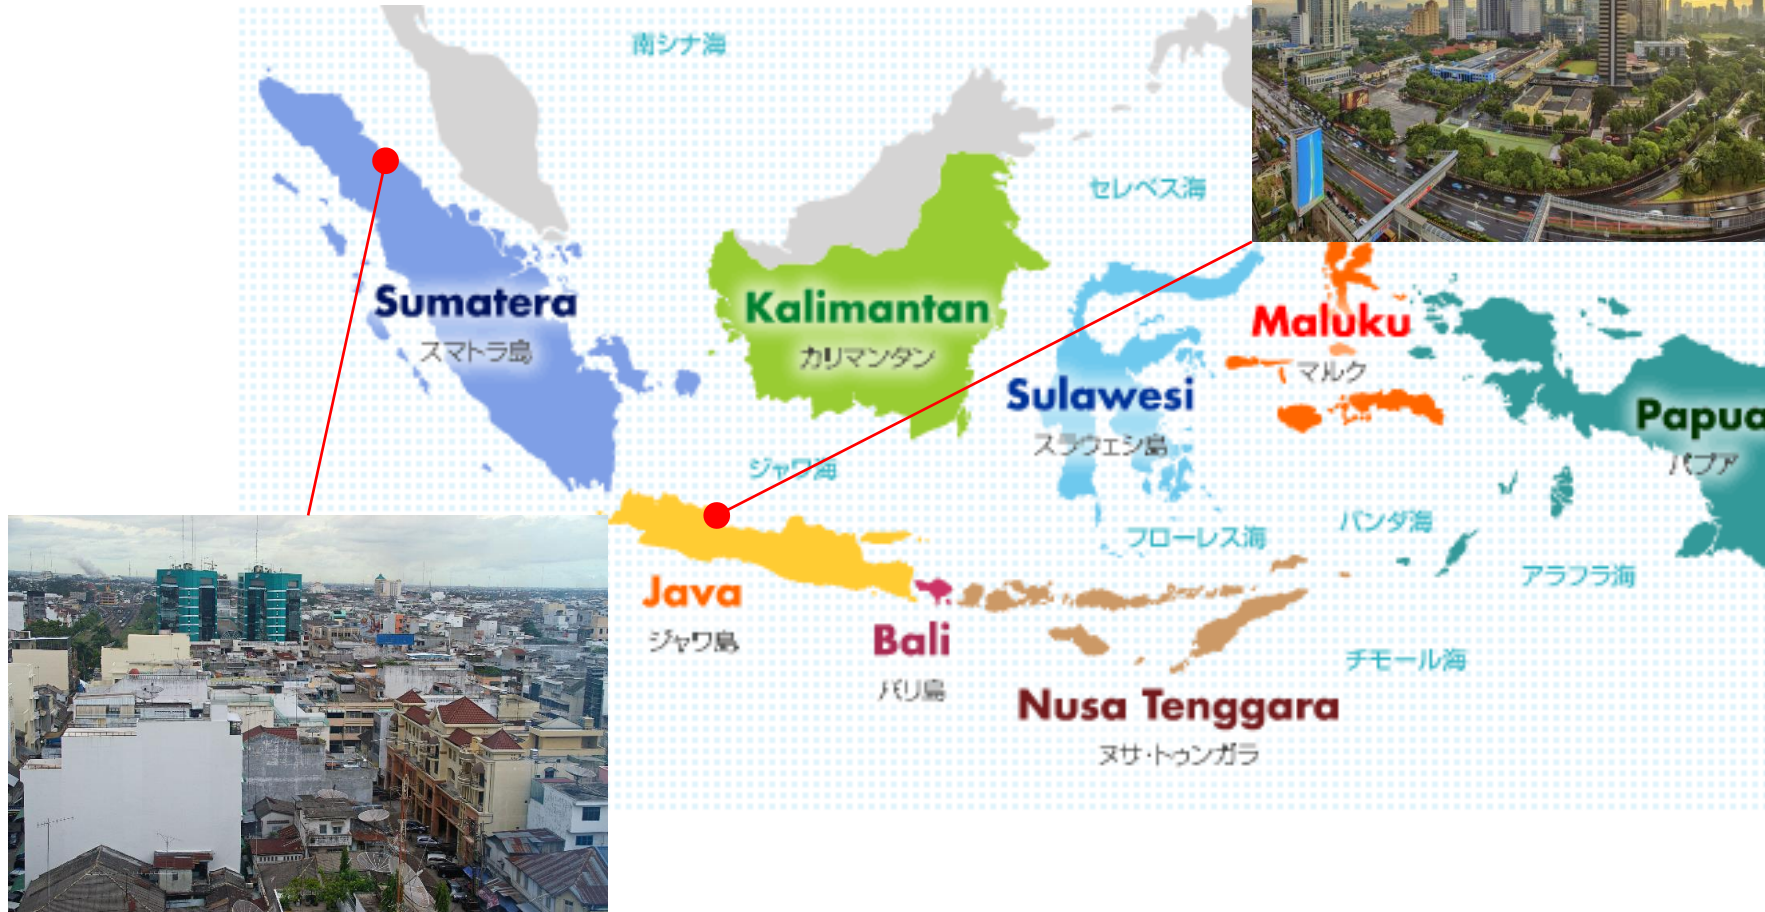 南シナ海
セレベス海
Sumatera
スマトラ島
Kalimantan
カリマンタン
Maluku
マルク
Sulawesi
スラウェシ島
Papua
パプア
ジャワ海
フローレス海
バンダ海
アラフラ海
Java
ジャワ島
Bali
バリ島
チモール海
Nusa Tenggara
ヌサ・トゥンガラ